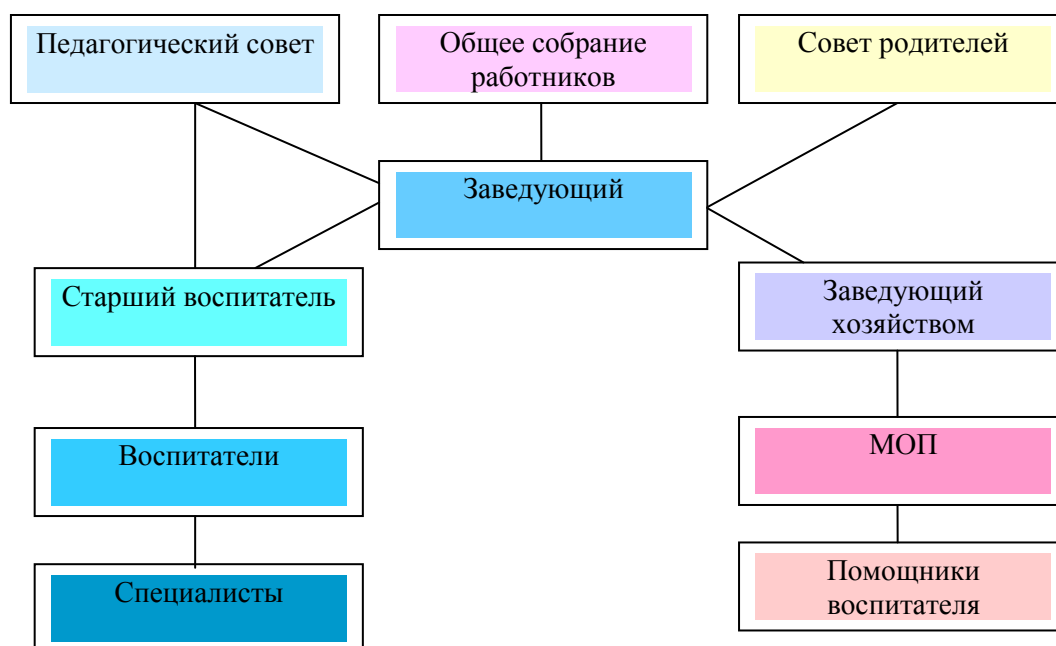 Педагогический совет
Общее собрание
работников
Совет родителей
Заведующий
Старший воспитатель
Заведующий
хозяйством
Воспитатели
МОП
Специалисты
Помощники
воспитателя